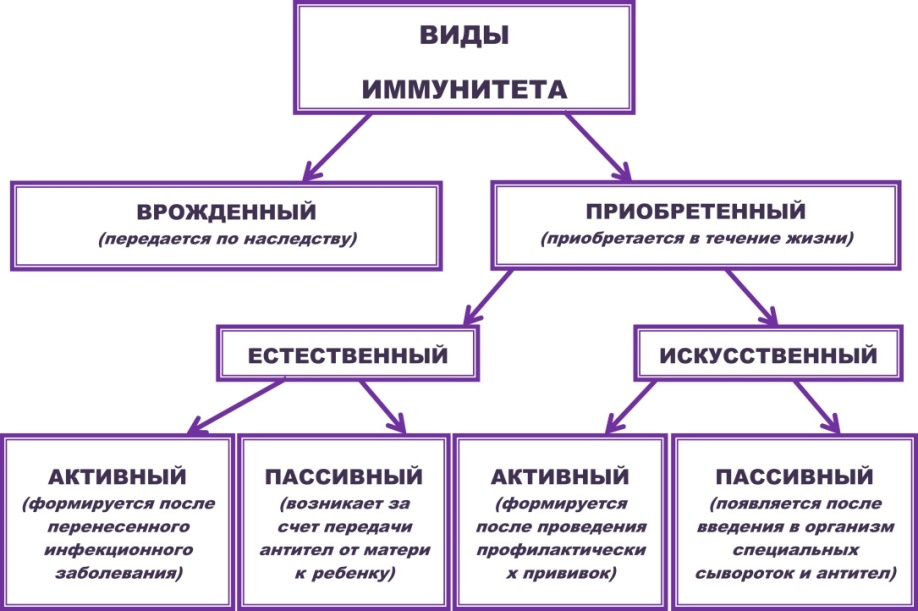 ВИДЫ
ИММУНИТЕТА
ВРОЖДЕННЫЙ
(передается по наследству)
ПРИОБРЕТЕННЫЙ
(приобретается в течение жизни)
ЕСТЕСТВЕННЫЙ
ИСКУССТВЕННЫЙ
АКТИВНЫЙ
(формируется после
перенесенного
инфекционного
заболевания)
ПАССИВНЫЙ
(возникает за
счет передачи
антител от матери
к ребенку)
АКТИВНЫЙ
(формируется
после проведения
профилактически
х прививок)
ПАССИВНЫЙ
(появляется после
введения в организм
специальных
сывороток и антител)